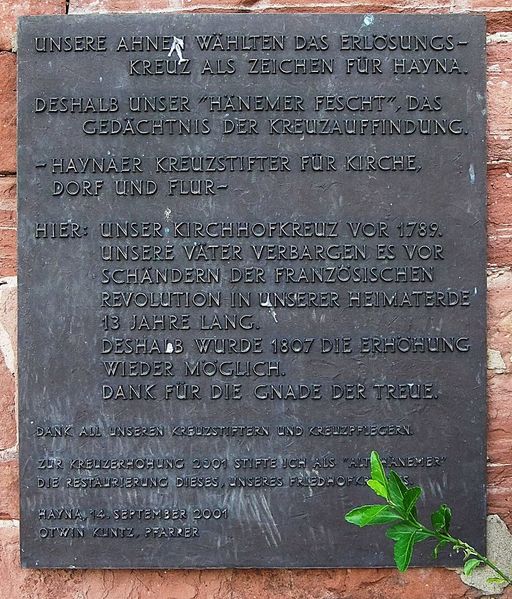 UNSERE AHNEN WÄHLTEN DAS ERLÖSUNGS-
KREUZ ALS ZEICHEN FÜR HAYNA.
DESHALB UNSER "HÄNEMER FESCHT", DAS
GEDÄCHTNIS DER KREUZAUFFINDUNG.
-HAYNAER KREUZSTIFTER FÜR KIRCHE,
DORF UND FLUR-
HIER: UNSER KIRCHHOFKREUZ VOR 1789.
UNSERE VÄTER VERBARGEN ES VOR
SCHÄNDERN DER FRANZÖSISCHEN
REVOLUTION IN UNSERER HEIMATERDE
13 JAHRE LANG.
DESHALB WURDE 1807 DIE ERHÖHUNG
WIEDER MÖGLICH.
DANK FÜR DIE GNADE DER TREUE.
DANK ALL UNSEREN KREUZSTIFTERN UND KREUZPFLEGERN.
ZUR KREUZERHÖHUNG 2001 STIFTE ICH ALS "ALTHÄNEMER"
DIE RESTAURIERUNG DIESES, UNSERES
HAYNA, 14. SEPTEMBER 2001
OTWIN KUNTZ, PFARRER